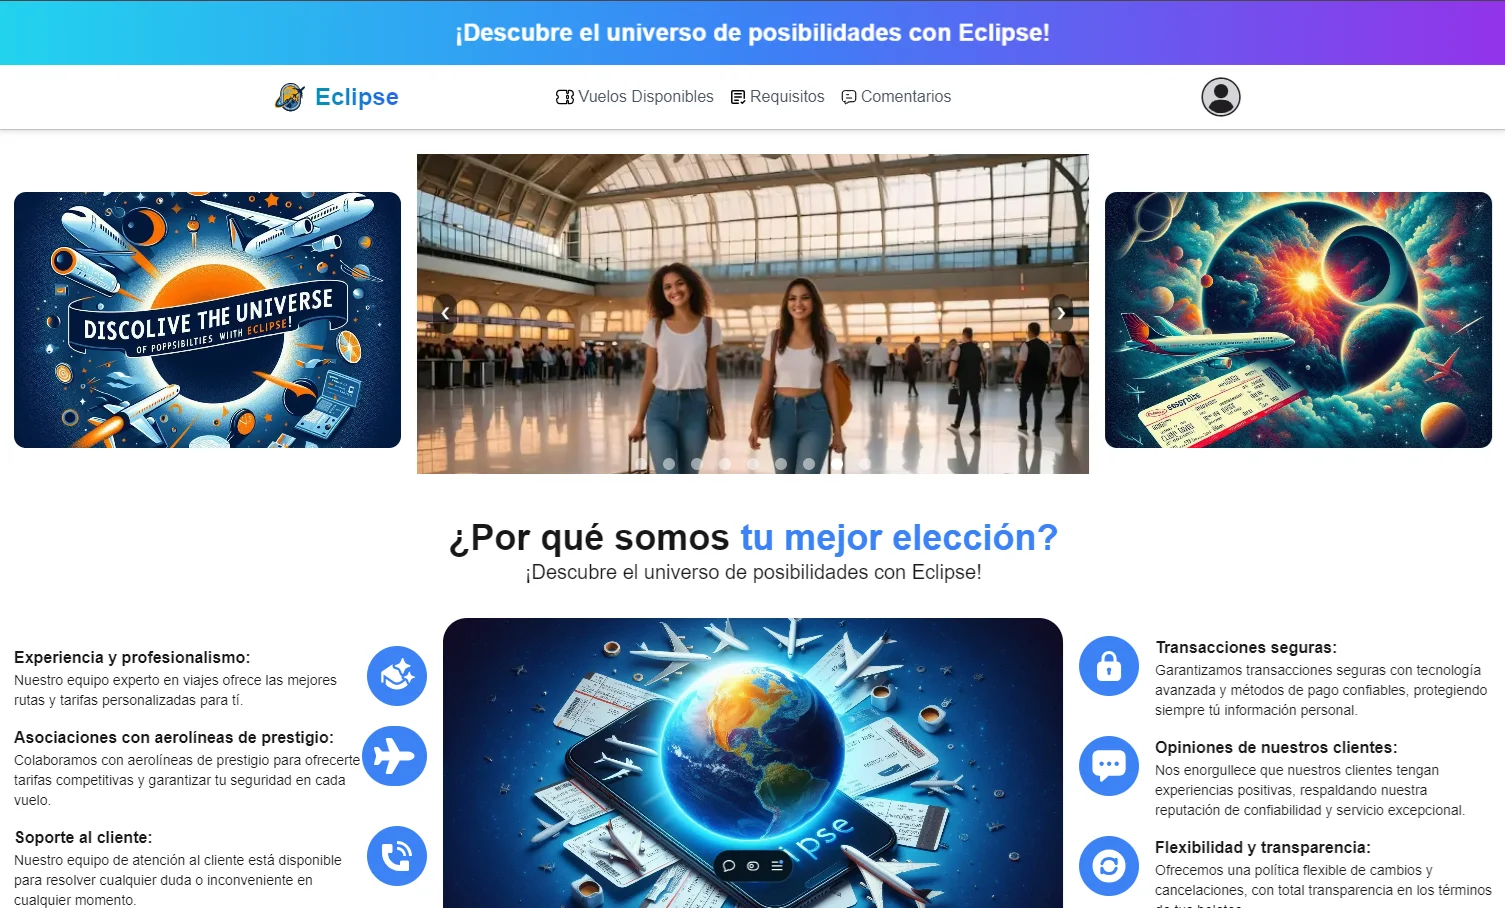 ¡Descubre el universo de posibilidades con Eclipse!
Eclipse
Vuelos Disponibles
Requisitos
Comentarios
DISCOLIVE THE UNIVERSE
OF POPPSIBILTIES WITH ECLIPSE!
¿Por qué somos tu mejor elección?
¡Descubre el universo de posibilidades con Eclipse!
Experiencia y profesionalismo:
Nuestro equipo experto en viajes ofrece las mejores
rutas y tarifas personalizadas para tí.
Asociaciones con aerolíneas de prestigio:
Colaboramos con aerolíneas de prestigio para ofrecerte
tarifas competitivas y garantizar tu seguridad en cada
vuelo.
Soporte al cliente:
Nuestro equipo de atención al cliente está disponible
para resolver cualquier duda o inconveniente en
cualquier momento.
lpse
Transacciones seguras:
Garantizamos transacciones seguras con tecnología
avanzada y métodos de pago confiables, protegiendo
siempre tú información personal.
Opiniones de nuestros clientes:
Nos enorgullece que nuestros clientes tengan
experiencias positivas, respaldando nuestra
reputación de confiabilidad y servicio excepcional.
Flexibilidad y transparencia:
Ofrecemos una política flexible de cambios y
cancelaciones, con total transparencia en los términos